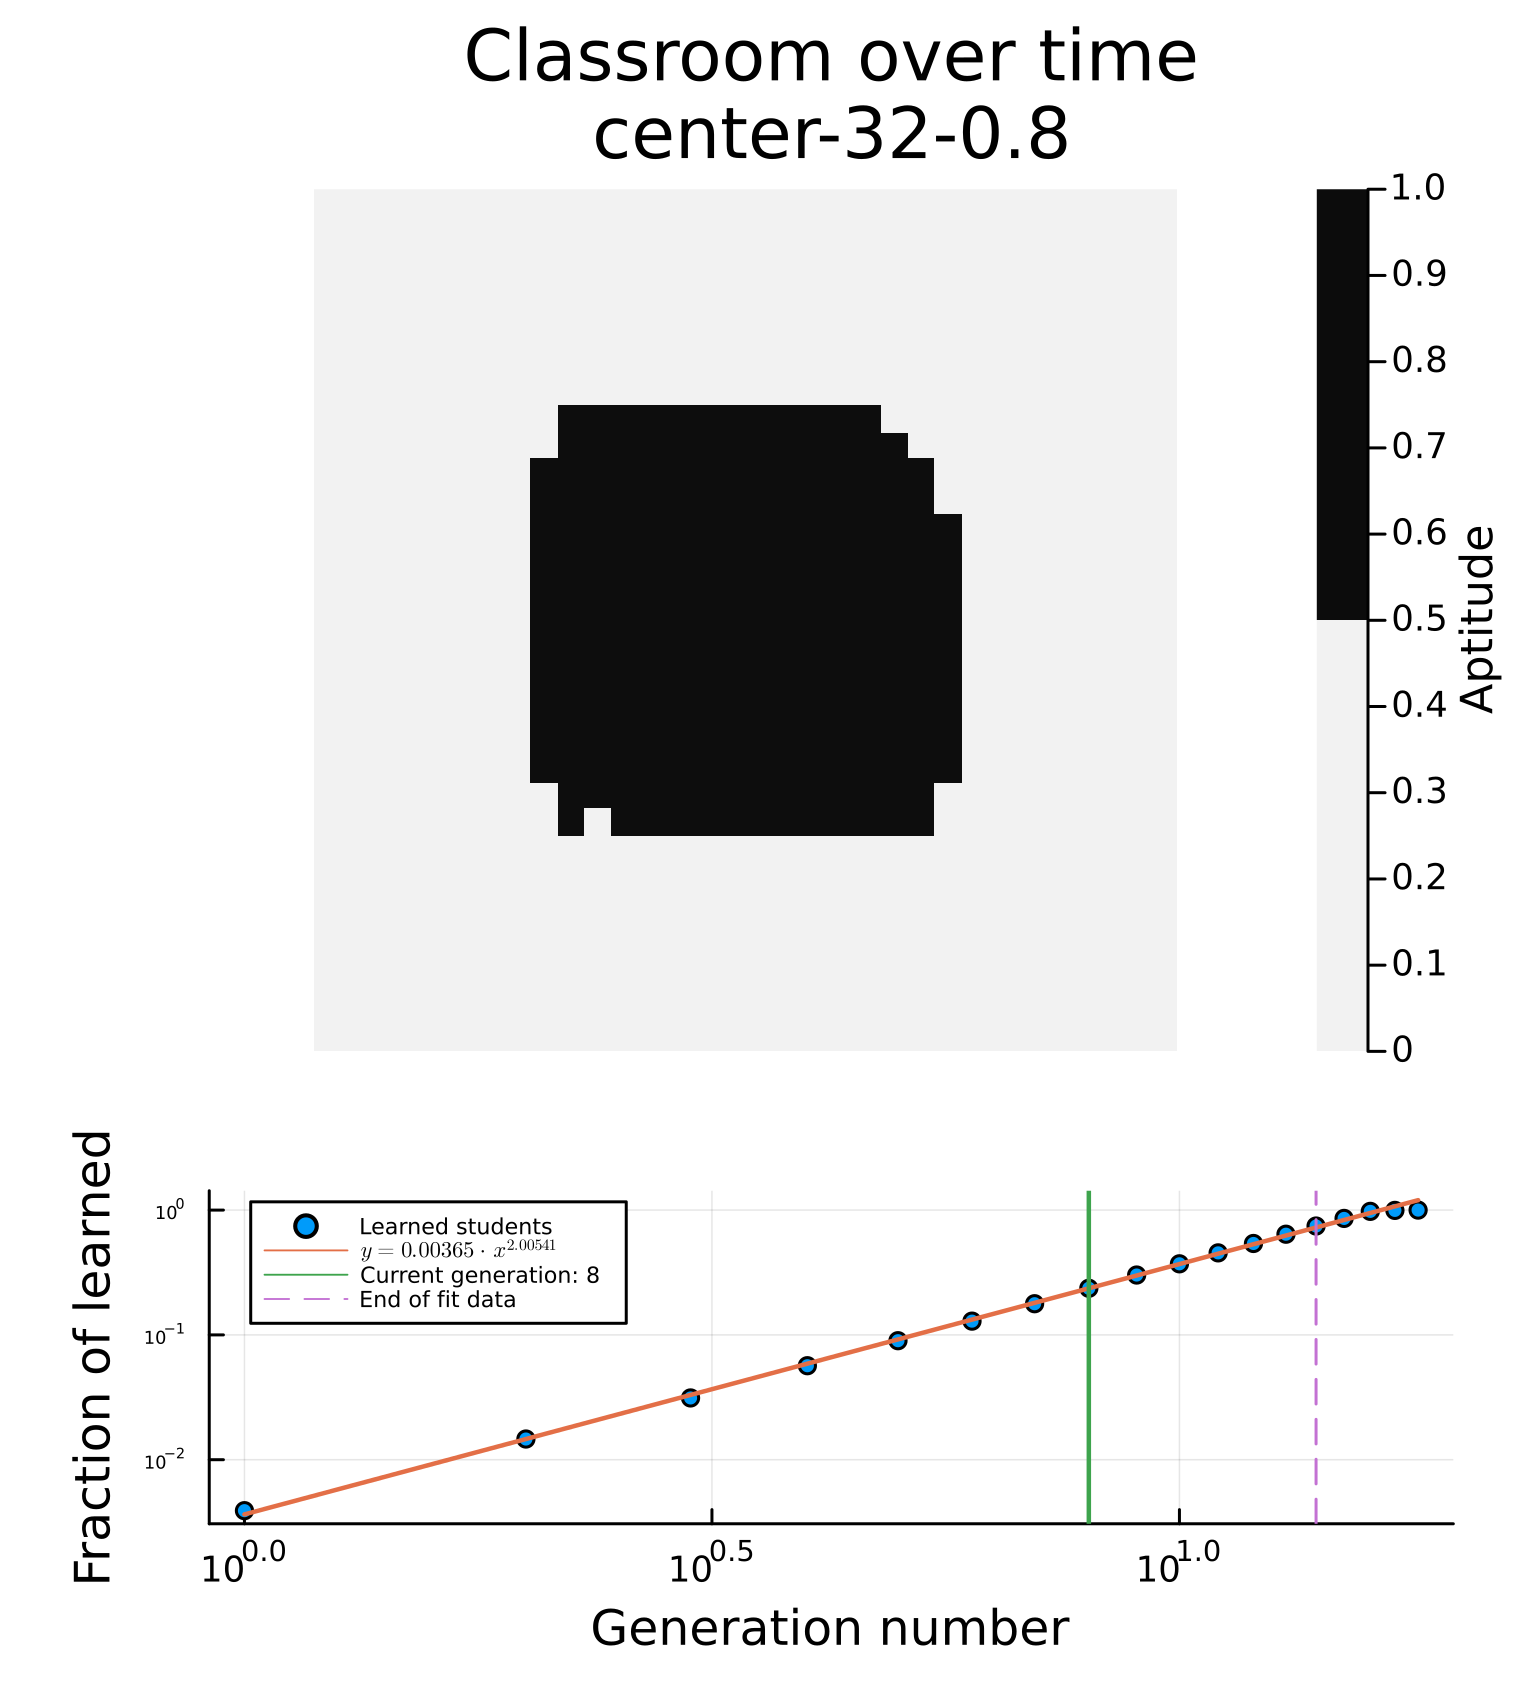 Classroom over time
center-32-0.8
1.0
0.9
0.8
0.7
0.6
0.5
0.4
0.3
0.2
0.1
0
Aptitude
Fraction of learned
10⁰
10⁻¹
10⁻²
Learned students
y = 0.00365 · x^2.00541
Current generation: 8
End of fit data
10^0.0
10^0.5
10^1.0
Generation number